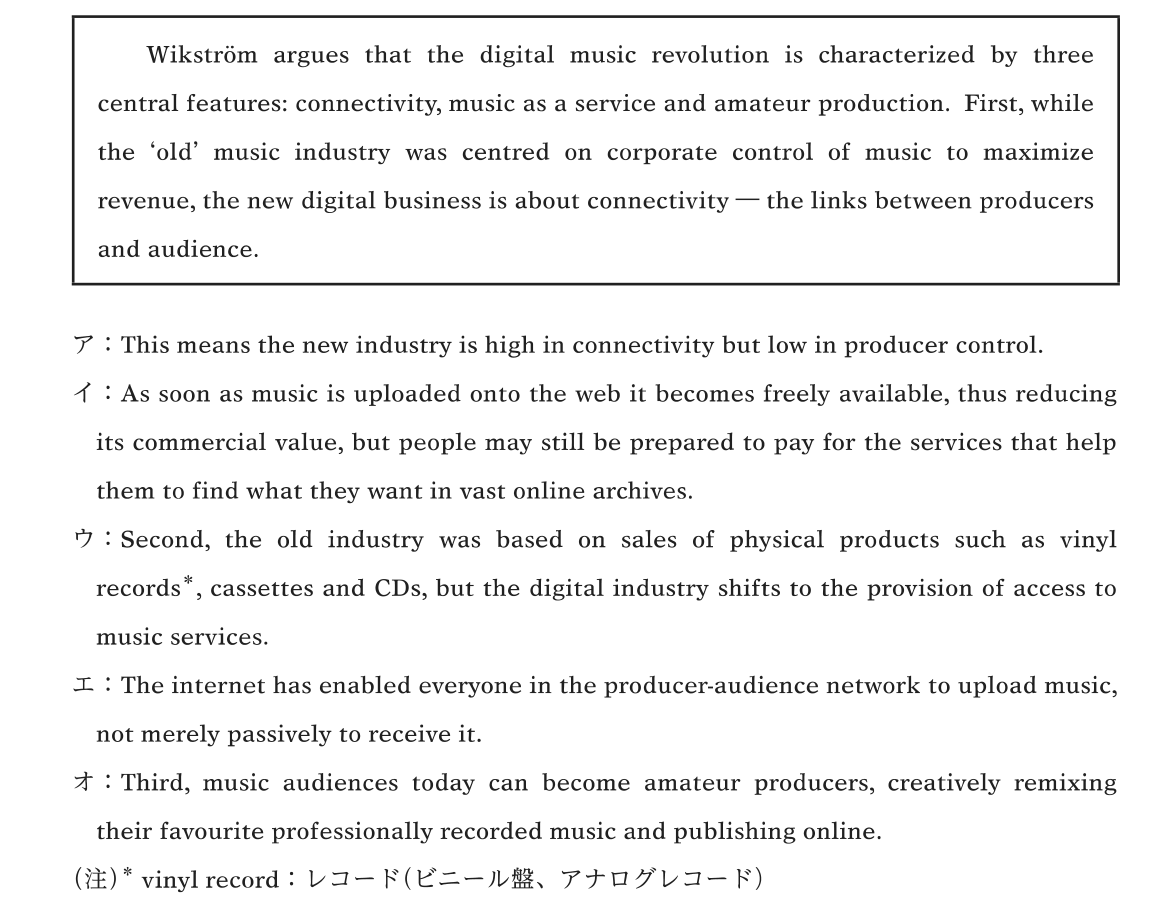 Wikström argues that the digital music revolution is characterized by three
central features: connectivity, music as a service and amateur production. First, while
the ‘old’ music industry was centred on corporate control of music to maximize
revenue, the new digital business is about connectivity — the links between producers
and audience.
ア：This means the new industry is high in connectivity but low in producer control.
イ：As soon as music is uploaded onto the web it becomes freely available, thus reducing
its commercial value, but people may still be prepared to pay for the services that help
them to find what they want in vast online archives.
ウ：Second, the old industry was based on sales of physical products such as vinyl
records*, cassettes and CDs, but the digital industry shifts to the provision of access to
music services.
エ：The internet has enabled everyone in the producer-audience network to upload music,
not merely passively to receive it.
オ：Third, music audiences today can become amateur producers, creatively remixing
their favourite professionally recorded music and publishing online.
(注)* vinyl record：レコード(ビニール盤、アナログレコード)